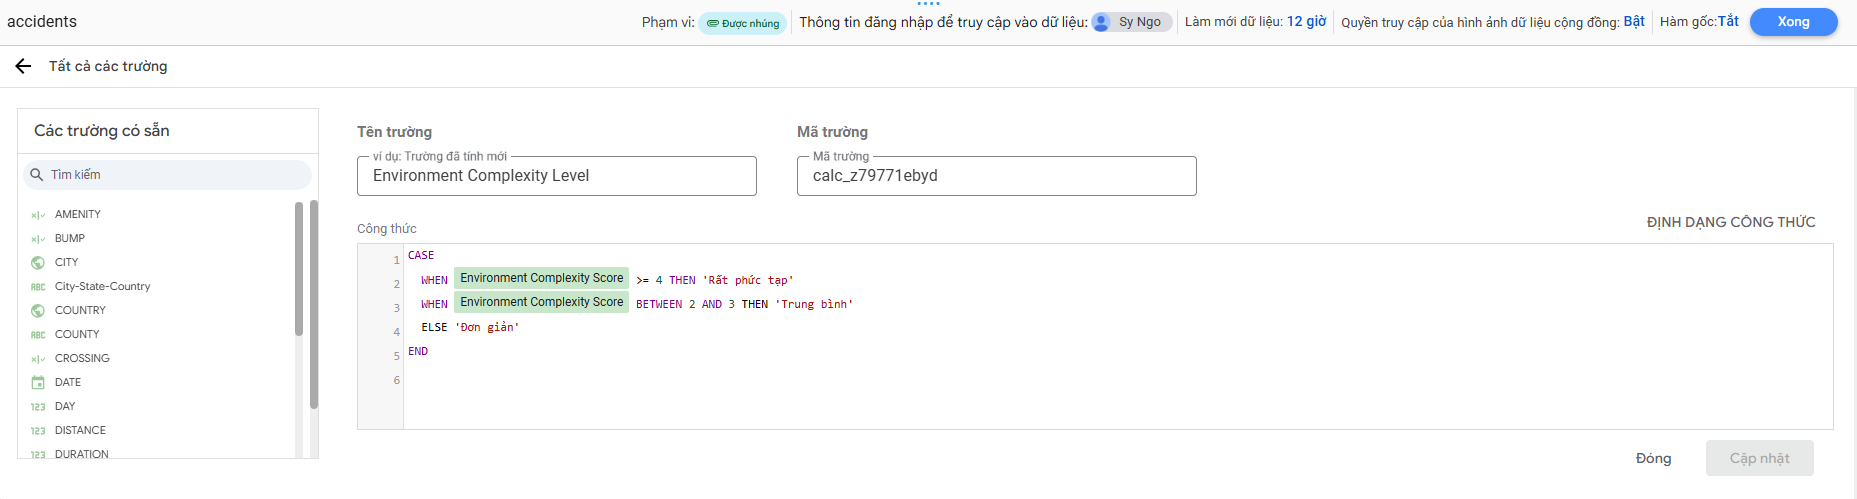 accidents
Phạm vi: Được nhúng Thông tin đăng nhập để truy cập vào dữ liệu: Sy Ngo Làm mới dữ liệu: 12 giờ Quyền truy cập của hình ảnh dữ liệu cộng đồng: Bật Hàm gốc:Tắt Xong
Tất cả các trường
Các trường có sẵn
Tìm kiếm
AMENITY
BUMP
CITY
ABC City-State-Country
COUNTRY
ABC COUNTY
CROSSING
DATE
123 DAY
123 DISTANCE
123 DURATION
Tên trường
ví dụ: Trường đã tính mới
Environment Complexity Level
Mã trường
Mã trường
calc_z79771ebyd
Công thức
ĐỊNH DẠNG CÔNG THỨC
1 CASE
2 WHEN Environment Complexity Score >= 4 THEN 'Rất phức tạp'
3 WHEN Environment Complexity Score BETWEEN 2 AND 3 THEN 'Trung bình'
4 ELSE 'Đơn giản'
5 END
6
Đóng Cập nhật